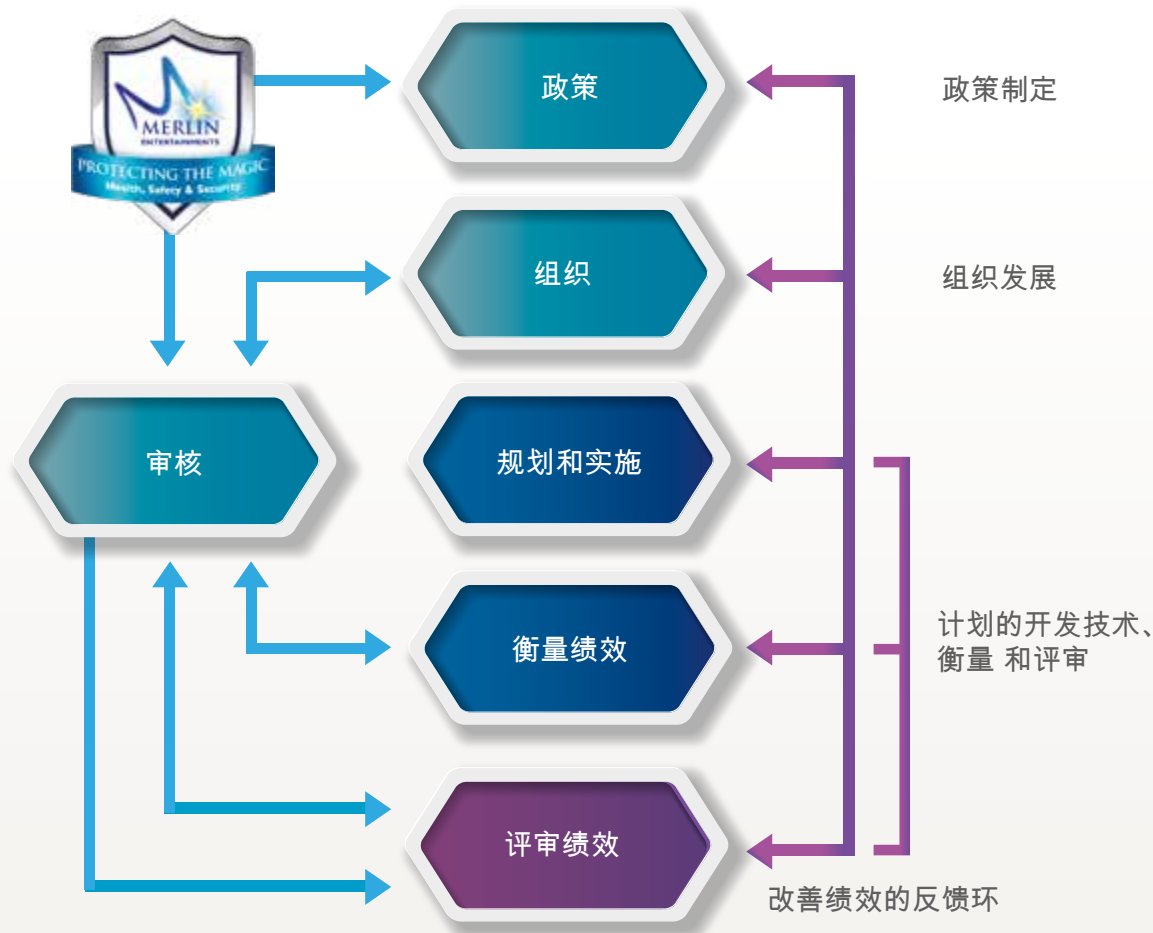 MERLIN
ENTERTAINMENTS
PROTECTING THE MAGIC
Health, Safety & Security
政策
政策制定
组织
组织发展
审核
规划和实施
衡量绩效
计划的开发技术、
衡量 和评审
评审绩效
改善绩效的反馈环